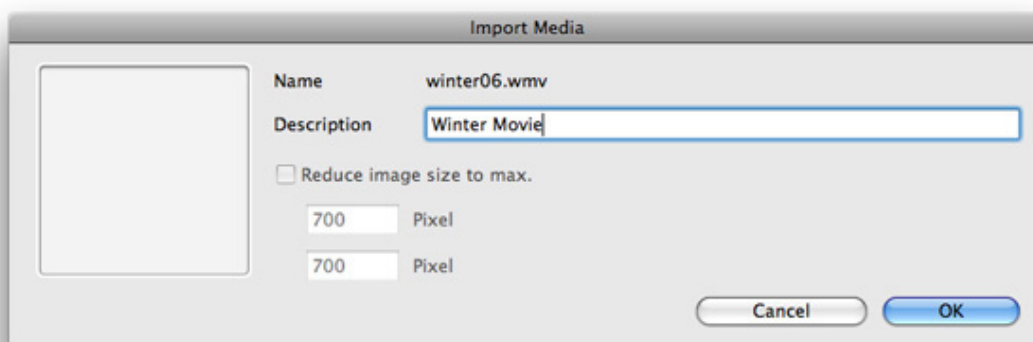 Import Media
Name winter06.wmv
Description Winter Movie
Reduce image size to max.
700 Pixel
700 Pixel
Cancel OK